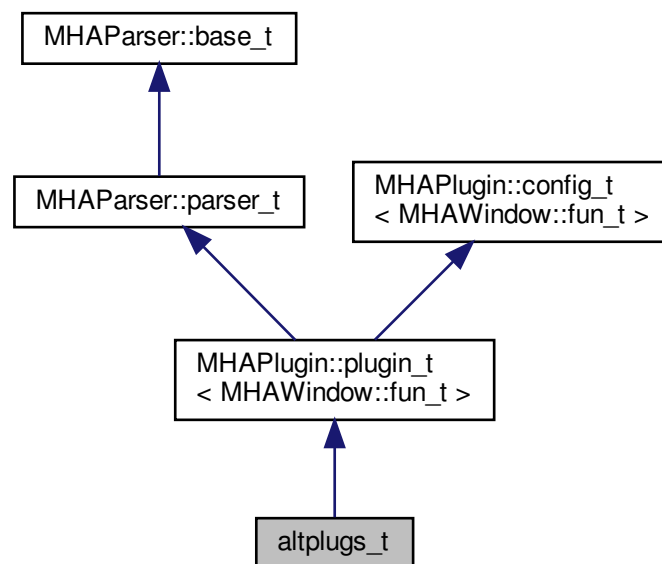 MHAParser::base_t
MHAParser::parser_t
MHAPlugin::config_t
< MHAWindow::fun_t >
MHAPlugin::plugin_t
< MHAWindow::fun_t >
altplugs_t